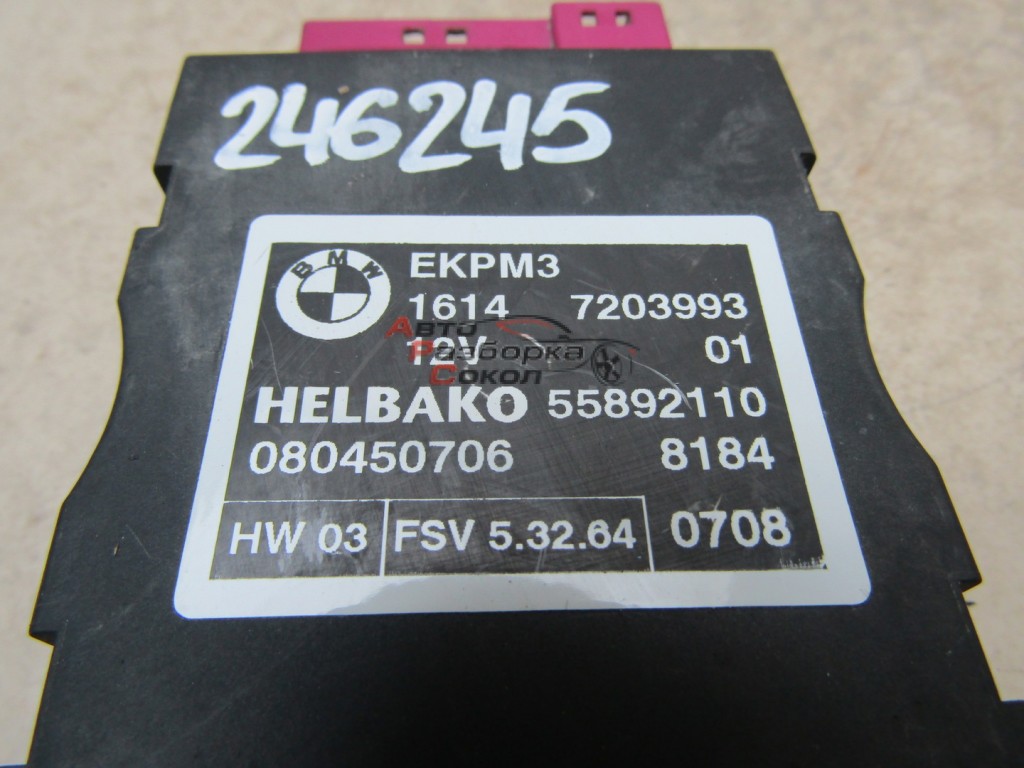 246245
BMW
EKPM3
1614 7203993
12V 01
Авто
Разборка
Сокол
HELBAKO 55892110
080450706 8184
HW 03 FSV 5.32.64 0708